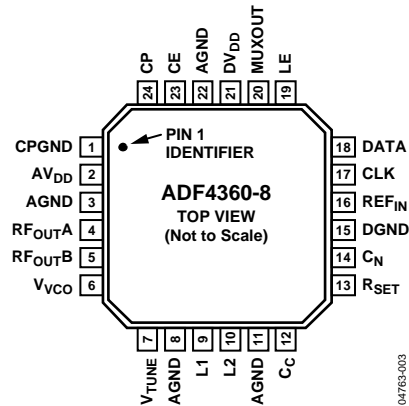 CP
CE
AGND
DVDD
MUXOUT
LE
24
23
22
21
20
19
CPGND 1
AVDD 2
AGND 3
RFOUTA 4
RFOUTB 5
VVCO 6
PIN 1
IDENTIFIER
ADF4360-8
TOP VIEW
(Not to Scale)
18 DATA
17 CLK
16 REFIN
15 DGND
14 CN
13 RSET
7
8
9
10
11
12
VTUNE
AGND
L1
L2
AGND
CC
04763-003